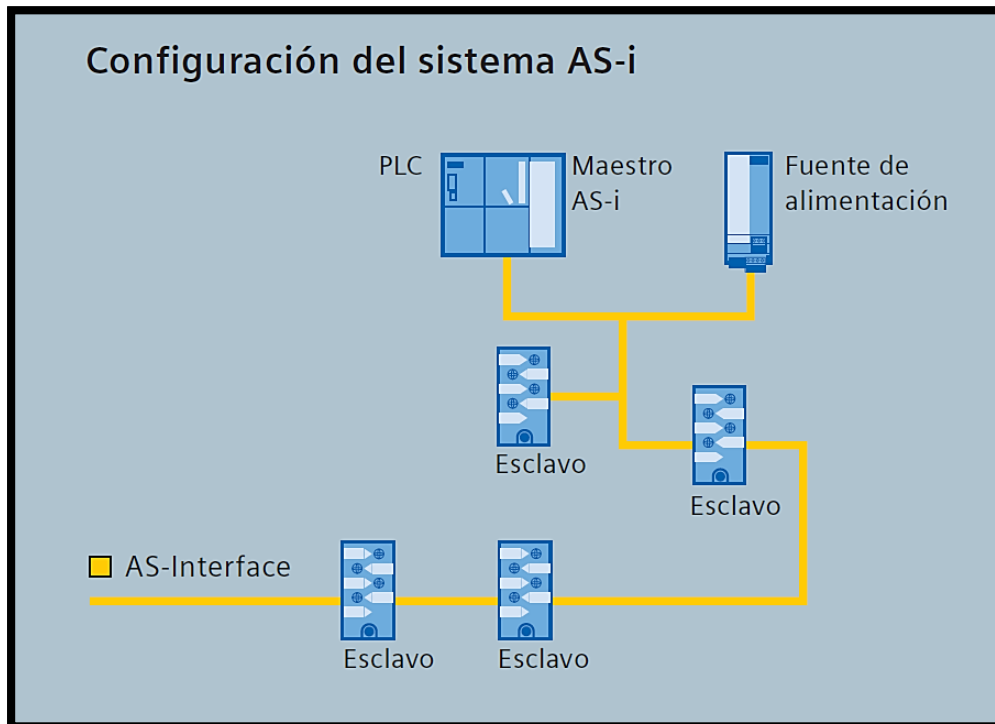 Configuración del sistema AS-i
PLC
Maestro
AS-i
Fuente de
alimentación
Esclavo
Esclavo
AS-Interface
Esclavo
Esclavo